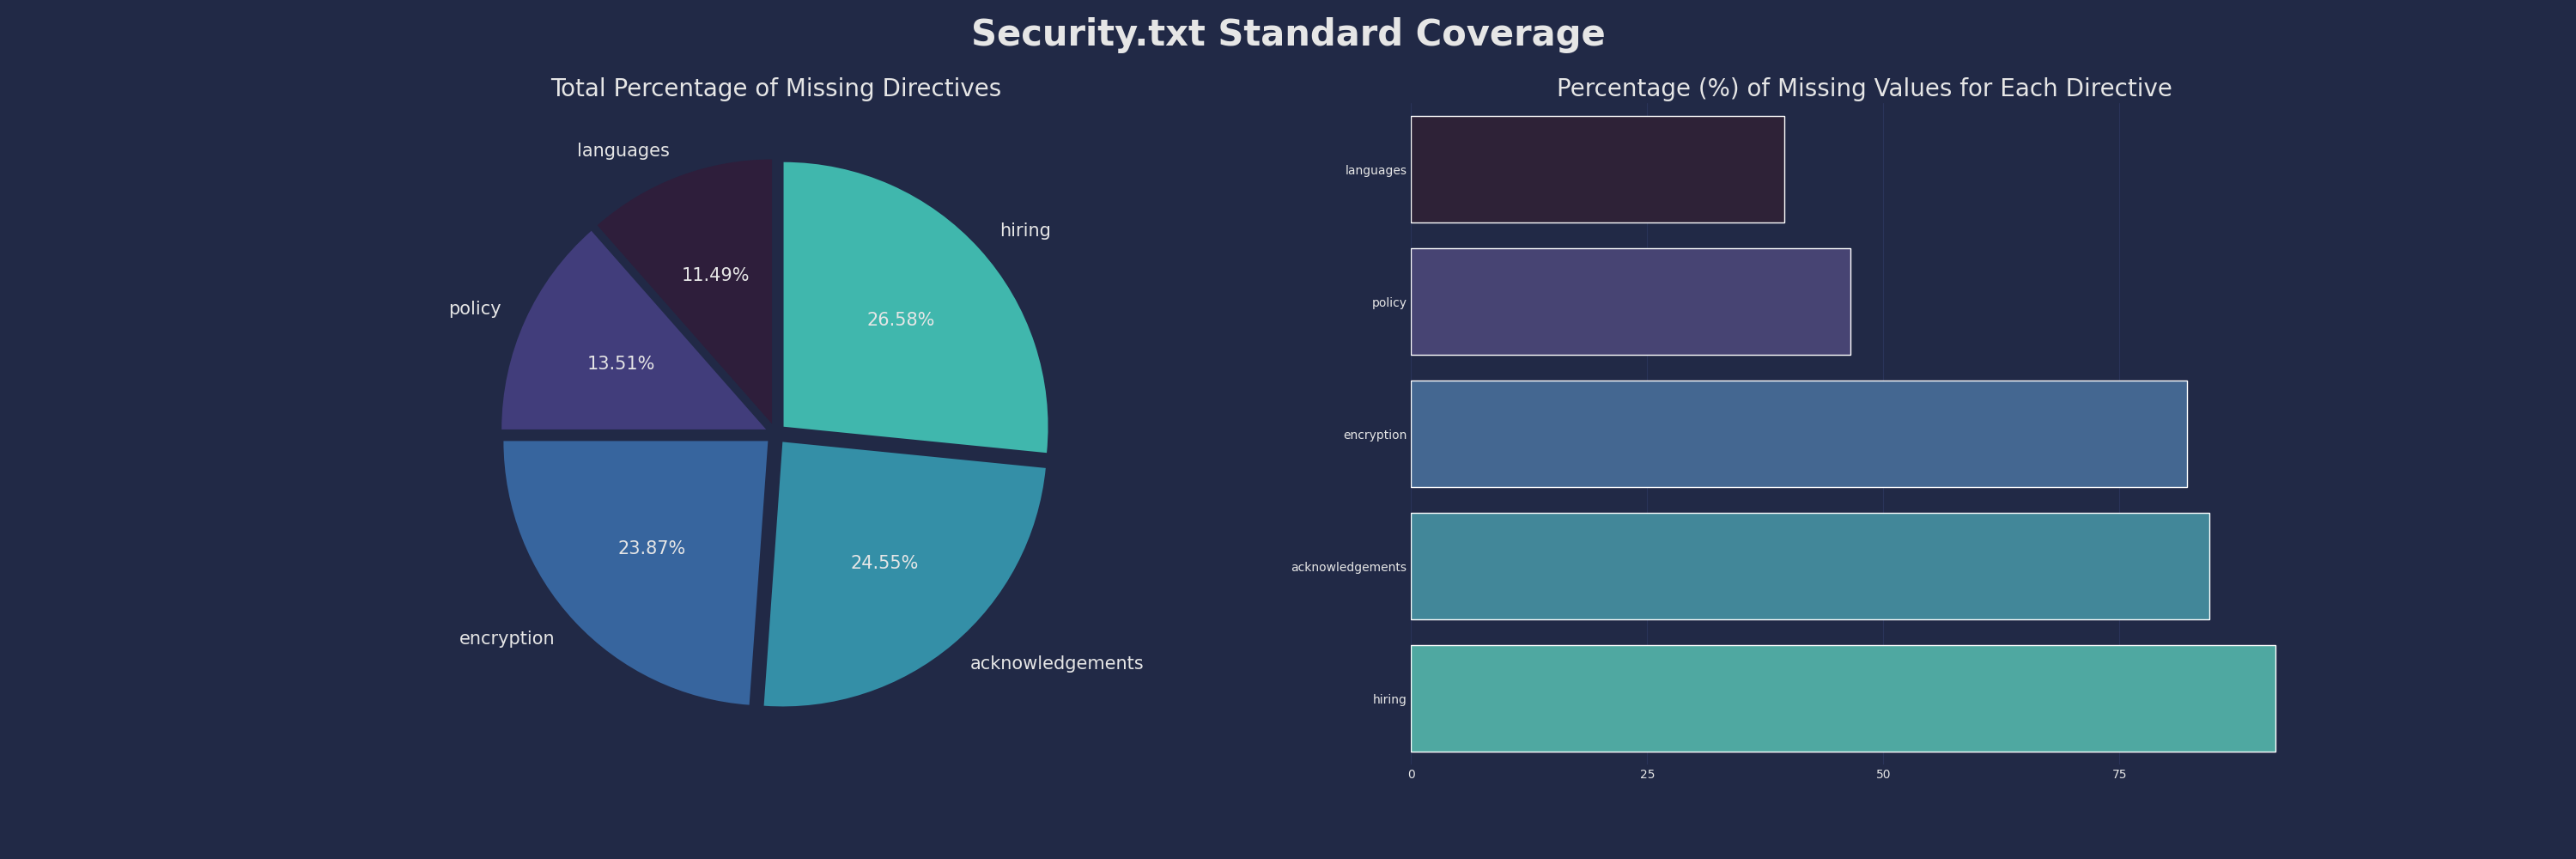 Security.txt Standard Coverage
Total Percentage of Missing Directives
languages
hiring
11.49%
policy
26.58%
13.51%
23.87%
24.55%
encryption
acknowledgements
Percentage (%) of Missing Values for Each Directive
languages
policy
encryption
acknowledgements
hiring
0 25 50 75